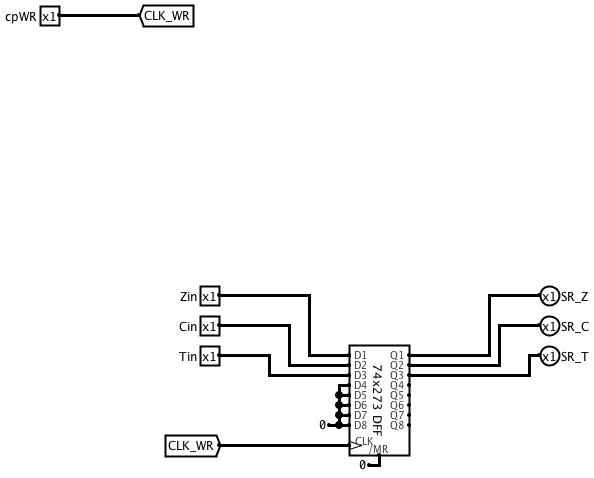 cpWR x1 CLK_WR
Zin x1 x1 SR_Z
Cin x1 x1 SR_C
Tin x1 x1 SR_T
D1 Q1
D2 Q2
D3 Q3
D4 Q4
D5 Q5
D6 Q6
D7 Q7
0 D8 Q8
74x273 DFF
CLK_WR CLK
/MR
0